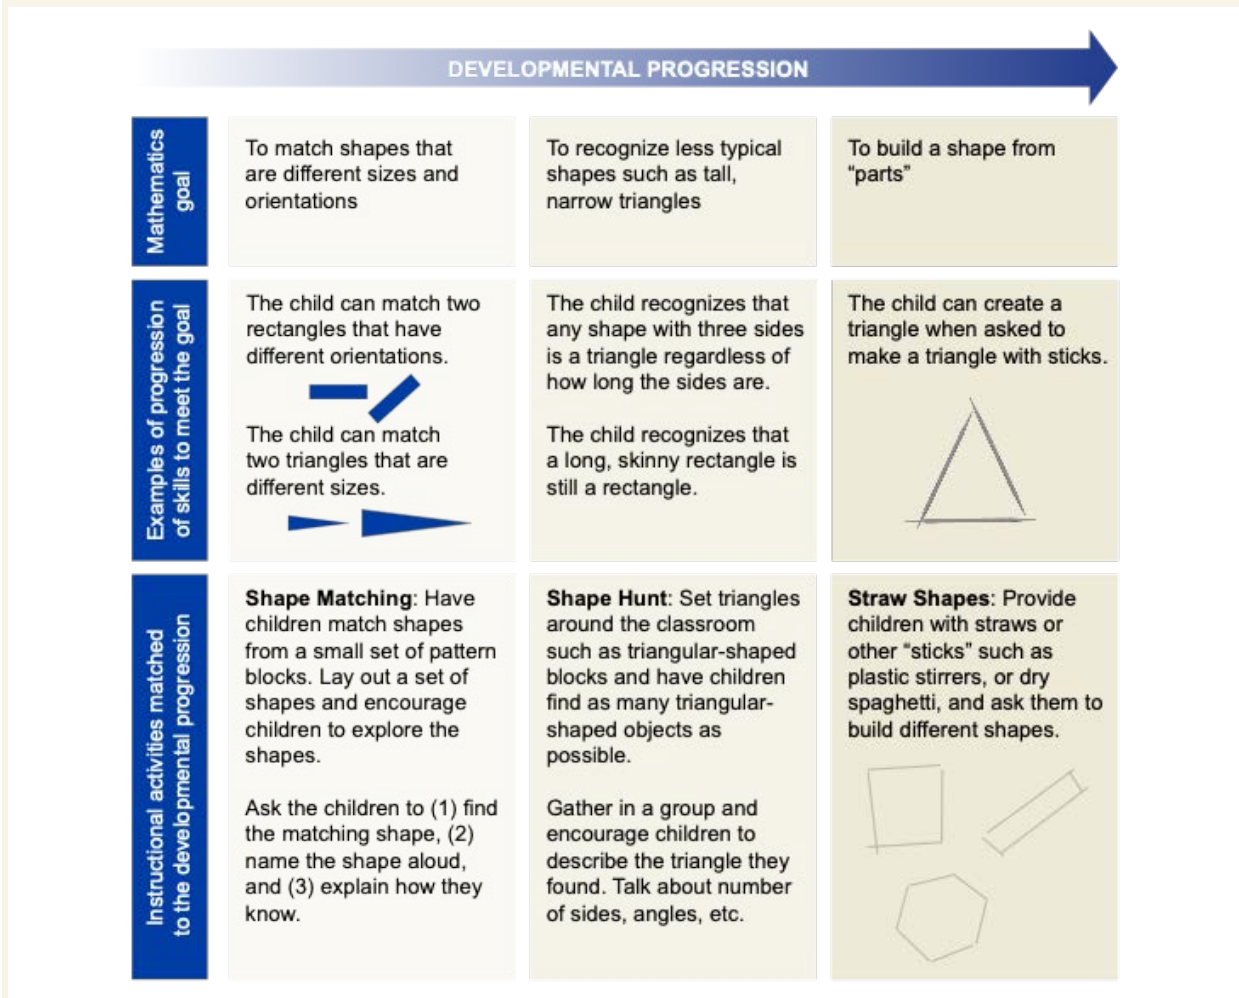 DEVELOPMENTAL PROGRESSION
Mathematics
goal
To match shapes that
are different sizes and
orientations
To recognize less typical
shapes such as tall,
narrow triangles
To build a shape from
“parts”
Examples of progression
of skills to meet the goal
The child can match two
rectangles that have
different orientations.
The child can match
two triangles that are
different sizes.
The child recognizes that
any shape with three sides
is a triangle regardless of
how long the sides are.
The child recognizes that
a long, skinny rectangle is
still a rectangle.
The child can create a
triangle when asked to
make a triangle with sticks.
Instructional activities matched
to the developmental progression
Shape Matching: Have
children match shapes
from a small set of pattern
blocks. Lay out a set of
shapes and encourage
children to explore the
shapes.
Ask the children to (1) find
the matching shape, (2)
name the shape aloud,
and (3) explain how they
know.
Shape Hunt: Set triangles
around the classroom
such as triangular-shaped
blocks and have children
find as many triangular-
shaped objects as
possible.
Gather in a group and
encourage children to
describe the triangle they
found. Talk about number
of sides, angles, etc.
Straw Shapes: Provide
children with straws or
other “sticks” such as
plastic stirrers, or dry
spaghetti, and ask them to
build different shapes.